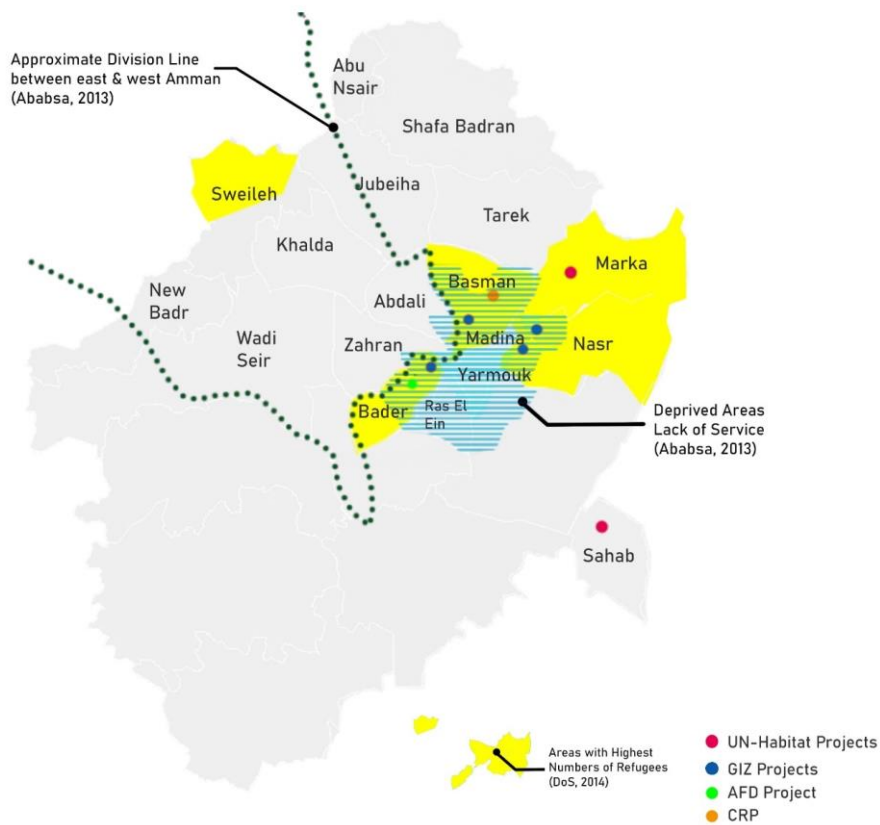 Approximate Division Line
between east & west Amman
(Ababsa, 2013)
Abu
Nsair
Shafa Badran
Sweileh
Jubeiha
Tarek
Khalda
Marka
Basman
New
Badr
Abdali
Wadi
Seir
Zahran
Madina
Nasr
Yarmouk
Bader
Ras El
Ein
Deprived Areas
Lack of Service
(Ababsa, 2013)
Sahab
Areas with Highest
Numbers of Refugees
(DoS, 2014)
UN-Habitat Projects
GIZ Projects
AFD Project
CRP